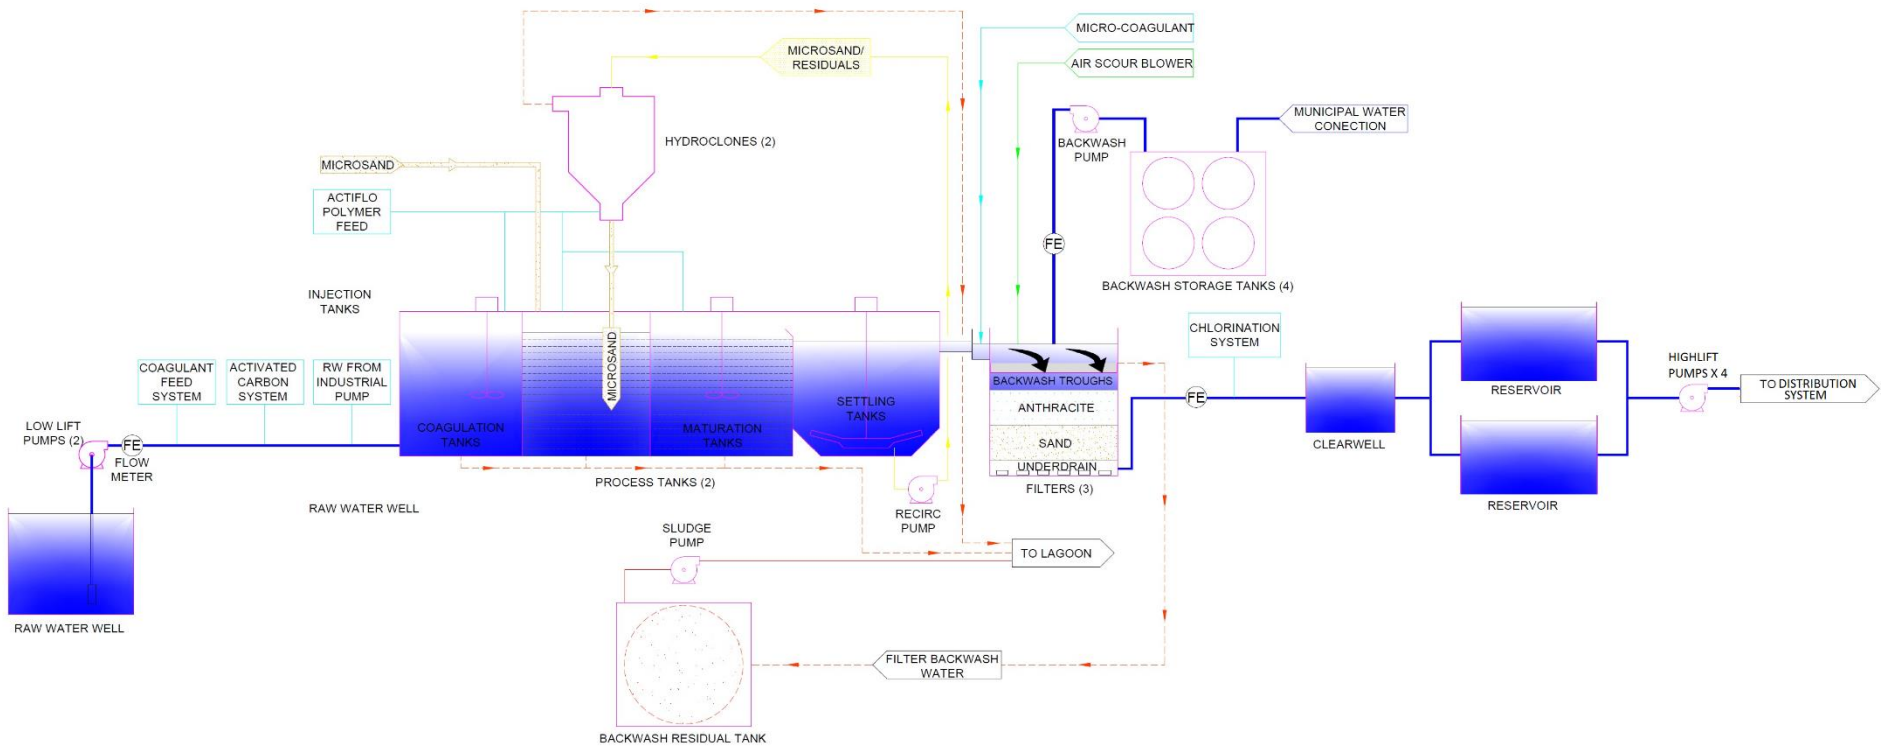 MICRO-COAGULANT
AIR SCOUR BLOWER
MICROSAND/
RESIDUALS
MUNICIPAL WATER
CONECTION
BACKWASH
PUMP
HYDROCLONES (2)
MICROSAND
ACTIFLO
POLYMER
FEED
FE
BACKWASH STORAGE TANKS (4)
INJECTION
TANKS
MICROSAND
CHLORINATION
SYSTEM
COAGULANT
FEED
SYSTEM
ACTIVATED
CARBON
SYSTEM
RW FROM
INDUSTRIAL
PUMP
BACKWASH TROUGHS
ANTHRACITE
SAND
UNDERDRAIN
FILTERS (3)
FE
CLEARWELL
RESERVOIR
RESERVOIR
HIGHLIFT
PUMPS X 4
TO DISTRIBUTION
SYSTEM
LOW LIFT
PUMPS (2)
FE
FLOW
METER
COAGULATION
TANKS
MATURATION
TANKS
SETTLING
TANKS
PROCESS TANKS (2)
RAW WATER WELL
RECIRC
PUMP
SLUDGE
PUMP
TO LAGOON
RAW WATER WELL
FILTER BACKWASH
WATER
BACKWASH RESIDUAL TANK